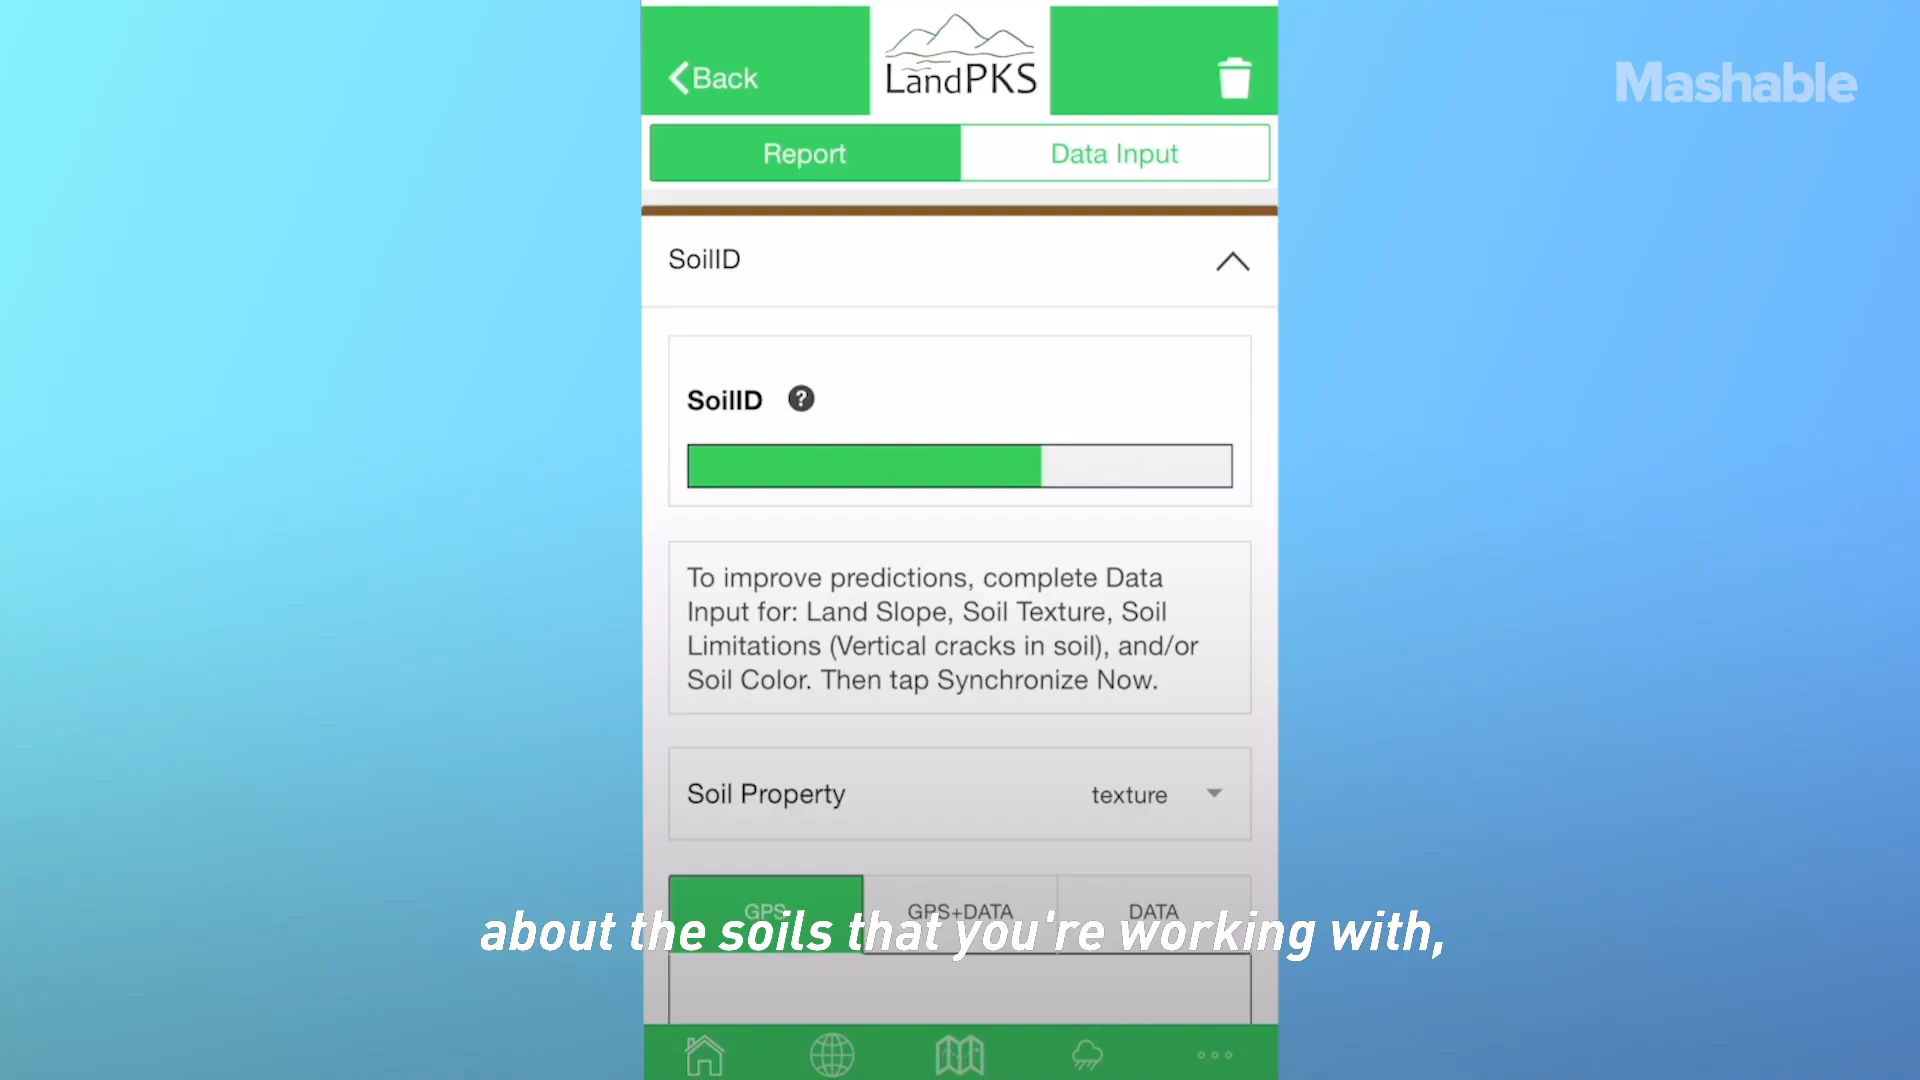 Back
LandPKS
Mashable
Report
Data Input
SoilID
SoilID ?
To improve predictions, complete Data
Input for: Land Slope, Soil Texture, Soil
Limitations (Vertical cracks in soil), and/or
Soil Color. Then tap Synchronize Now.
Soil Property
texture
GPS
GPS+DATA
DATA
about the soils that you're working with,